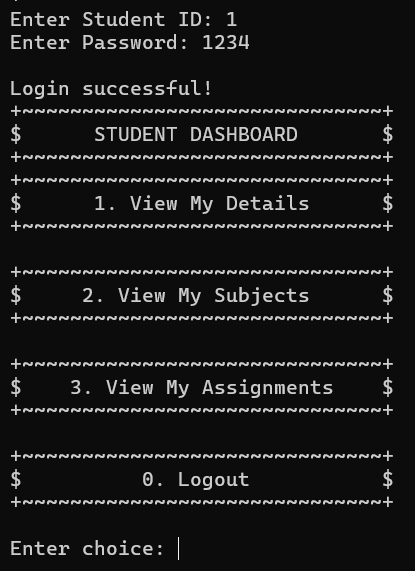 Enter Student ID: 1
Enter Password: 1234
Login successful!
+~~~~~~~~~~~~~~~~~~~~~~~~~~~~~~+
$      STUDENT DASHBOARD       $
+~~~~~~~~~~~~~~~~~~~~~~~~~~~~~~+
+~~~~~~~~~~~~~~~~~~~~~~~~~~~~~~+
$      1. View My Details      $
+~~~~~~~~~~~~~~~~~~~~~~~~~~~~~~+
+~~~~~~~~~~~~~~~~~~~~~~~~~~~~~~+
$     2. View My Subjects      $
+~~~~~~~~~~~~~~~~~~~~~~~~~~~~~~+
+~~~~~~~~~~~~~~~~~~~~~~~~~~~~~~+
$    3. View My Assignments    $
+~~~~~~~~~~~~~~~~~~~~~~~~~~~~~~+
+~~~~~~~~~~~~~~~~~~~~~~~~~~~~~~+
$          0. Logout           $
+~~~~~~~~~~~~~~~~~~~~~~~~~~~~~~+
Enter choice: